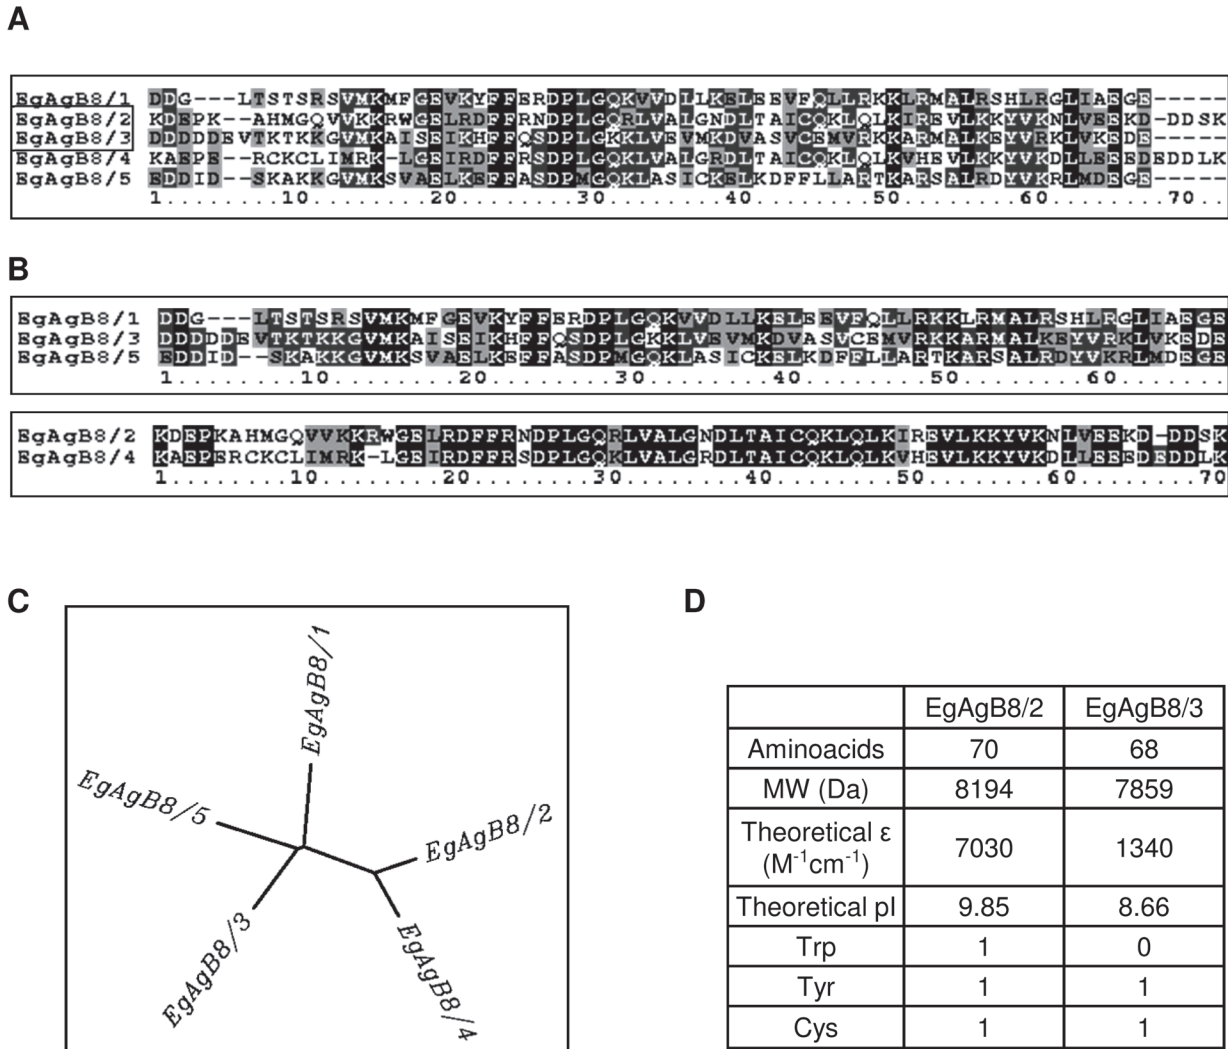 A
EgAgB8/1 DDG---LTSTSRSVMKMFGEVKYFFERDPLGQKVVDLLKELEEVFQLLRKKLRMALRSHLRGLIAEGE-----
EgAgB8/2 KDEPK--AHMGQVVKKRWGELRDFFRNDPLGQRLVALGNDLTAICQKLQLKIREVLKKYVKNLVEEKD-DDSK
EgAgB8/3 DDDDDEVTKTKKGVMKAISEIKHFFQSDPLGKKLVEVMKDVASVCEMVRKKARMALKEYVRKLVKEDE-----
EgAgB8/4 KAEPE--RCKCLIMRK-LGEIRDFFRSDPLGQKLVALGRDLTAICQKLQLKVHEVLKKYVKDLLEEEDEDDLK
EgAgB8/5 EDDID--SKAKKGVMKSVAELKEFFASDPMGQKLASICKELKDFFLLARTKARSALRDYVKRLMDEGE-----
1........10........20........30........40........50........60........70..
B
EgAgB8/1 DDG---LTSTSRSVMKMFGEVKYFFERDPLGQKVVDLLKELEEVFQLLRKKLRMALRSHLRGLIAEGE
EgAgB8/3 DDDDDEVTKTKKGVMKAISEIKHFFQSDPLGKKLVEVMKDVASVCEMVRKKARMALKEYVRKLVKEDE
EgAgB8/5 EDDID--SKAKKGVMKSVAELKEFFASDPMGQKLASICKELKDFFLLARTKARSALRDYVKRLMDEGE
1........10........20........30........40........50........60........
EgAgB8/2 KDEPKAHMGQVVKKRWGELRDFFRNDPLGQRLVALGNDLTAICQKLQLKIREVLKKYVKNLVEEKD-DDSK
EgAgB8/4 KAEPERCKCLIMRK-LGEIRDFFRSDPLGQKLVALGRDLTAICQKLQLKVHEVLKKYVKDLLEEEDEDDLK
1........10........20........30........40........50........60........70
C
EgAgB8/1
EgAgB8/5
EgAgB8/2
EgAgB8/3
EgAgB8/4
D
EgAgB8/2 EgAgB8/3
Aminoacids 70 68
MW (Da) 8194 7859
Theoretical ε
(M⁻¹cm⁻¹) 7030 1340
Theoretical pI 9.85 8.66
Trp 1 0
Tyr 1 1
Cys 1 1